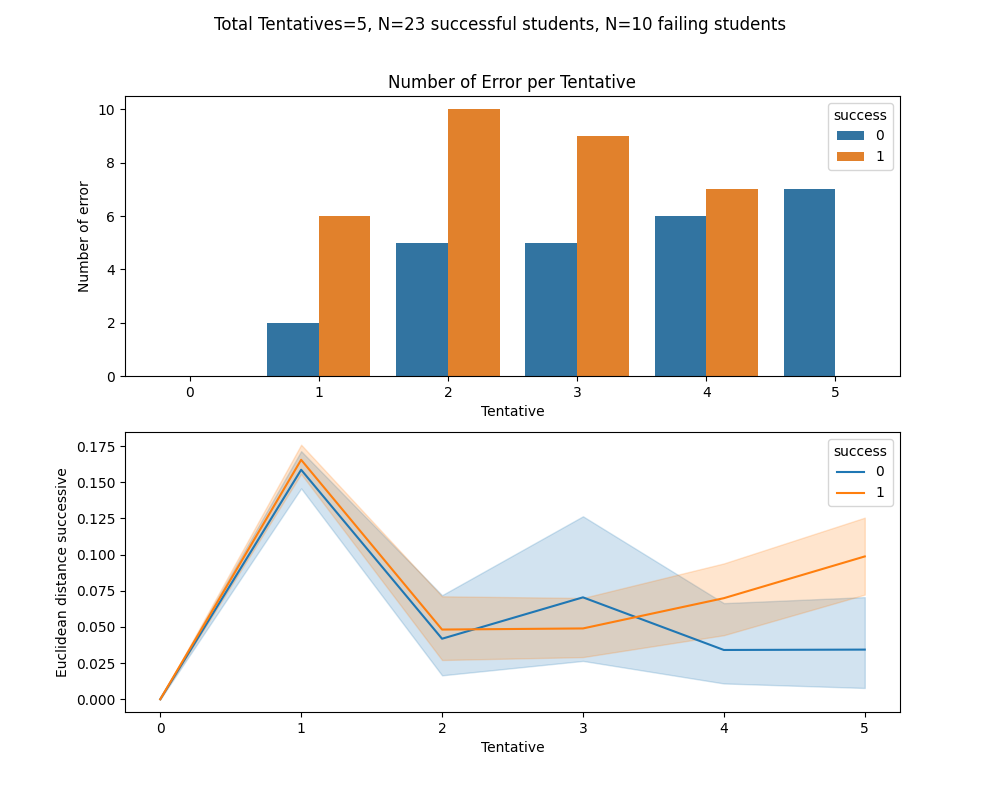 Total Tentatives=5, N=23 successful students, N=10 failing students
Number of Error per Tentative
10
8
6
4
2
0
Number of error
success
0
1
0 1 2 3 4 5
Tentative
0.175
0.150
0.125
0.100
0.075
0.050
0.025
0.000
Euclidean distance successive
success
0
1
0 1 2 3 4 5
Tentative